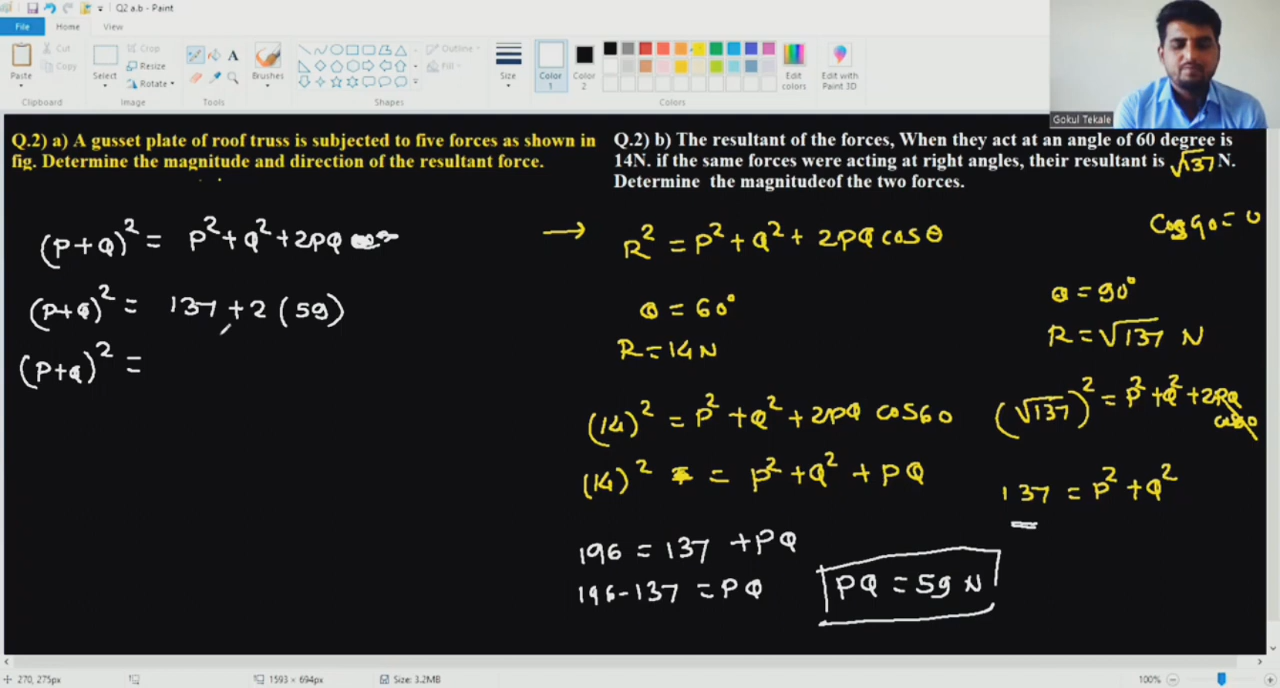 Q2 a.b - Paint
File Home View
Paste
Cut
Copy
Clipboard
Select
Crop
Resize
Rotate
Image
A
Tools
Brushes
Outline
Fill
Shapes
Size
Color 1
Color 2
Edit colors
Edit with Paint 3D
Colors
Gokul Tekale
Q.2) a) A gusset plate of roof truss is subjected to five forces as shown in
fig. Determine the magnitude and direction of the resultant force.
(P+Q)² = P²+Q²+2PQ
(P+Q)² = 137+2(59)
(P+Q)² =
Q.2) b) The resultant of the forces, When they act at an angle of 60 degree is
14N. if the same forces were acting at right angles, their resultant is √137 N.
Determine the magnitudeof the two forces.
→ R² = P²+Q²+2PQ cosθ
Cos90=0
θ = 60°
R=14N
θ = 90°
R=√137 N
(14)² = P²+Q²+2PQ cos60
(14)² = P²+Q²+PQ
(√137)² = P²+Q²+2PQ cos90
137 = P²+Q²
196 = 137 +PQ
196-137 = PQ
PQ = 59 N
270, 275px
1593 × 694px
Size: 3.2MB
100%